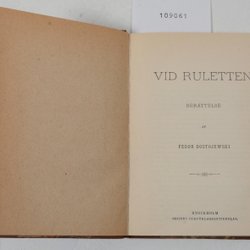 109061
VID RULETTEN
BERÄTTELSE
AF
FEDOR DOSTOJEWSKI
STOCKHOLM